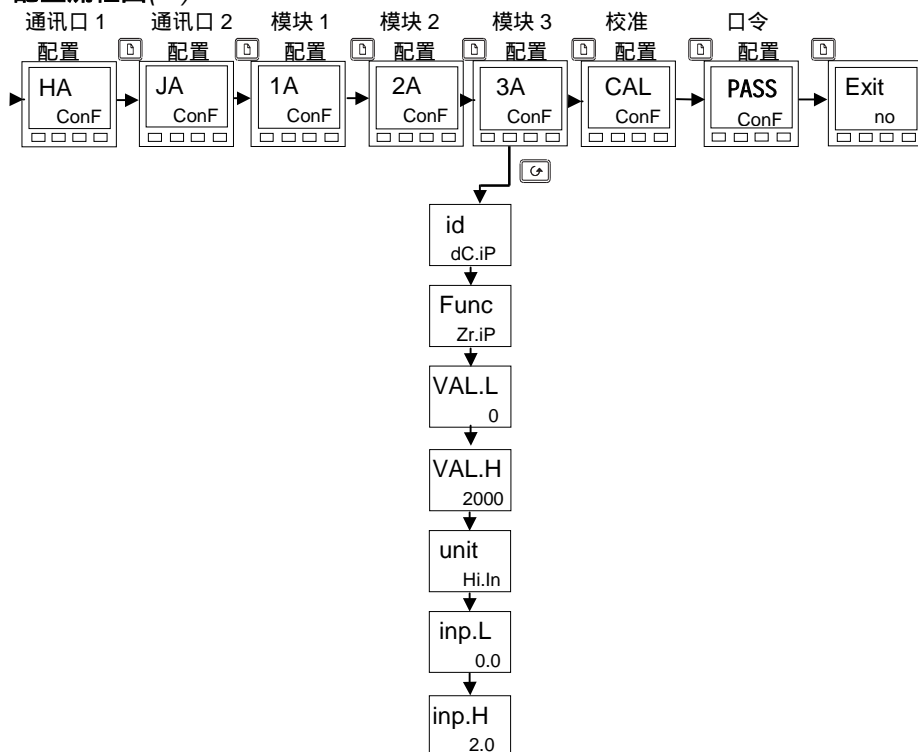 通讯口 1 通讯口 2 模块 1 模块 2 模块 3 校准 口令
配置 配置 配置 配置 配置 配置 配置
HA JA 1A 2A 3A CAL PASS Exit
ConF ConF ConF ConF ConF ConF ConF no
id
dC.iP
Func
Zr.iP
VAL.L
0
VAL.H
2000
unit
Hi.In
inp.L
0.0
inp.H
2.0